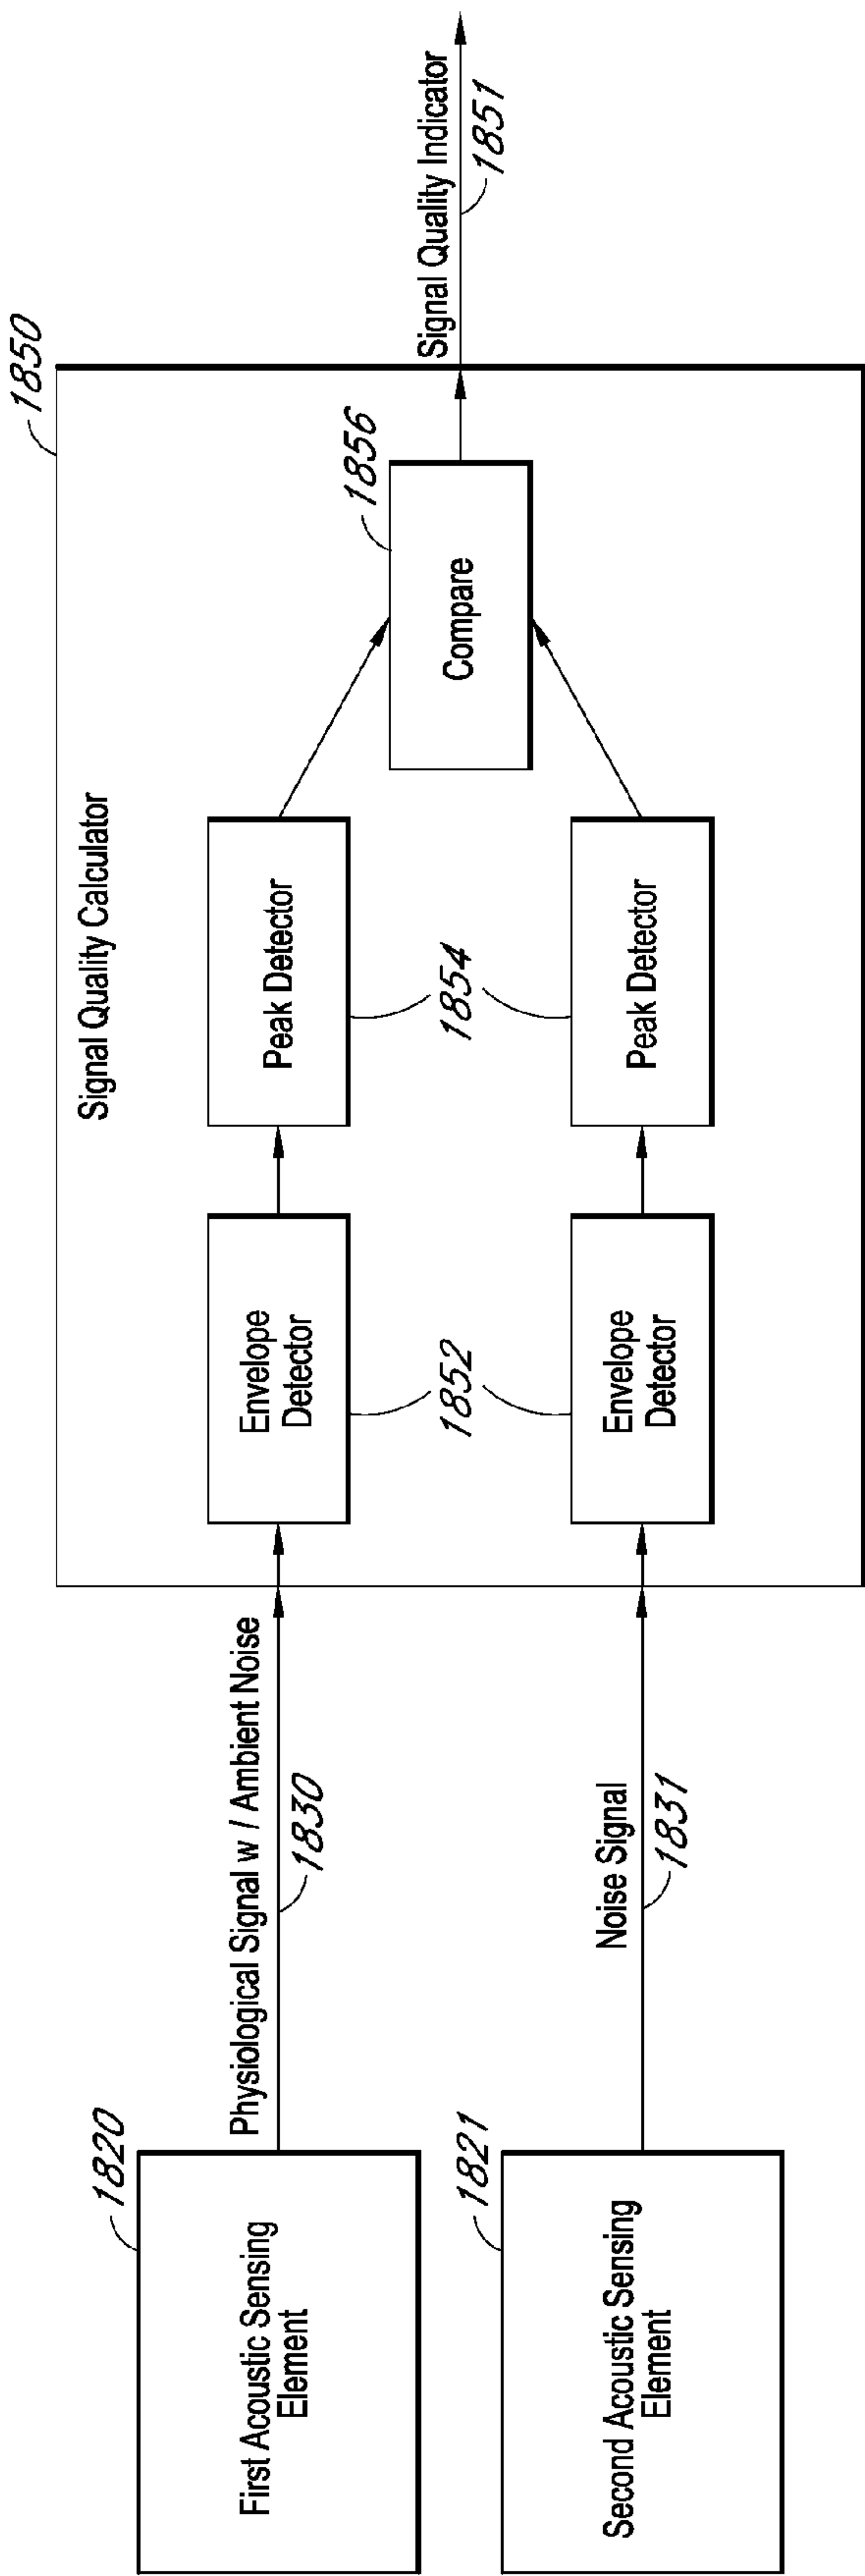 First Acoustic Sensing
Element
1820
Physiological Signal w / Ambient Noise
1830
Second Acoustic Sensing
Element
1821
Noise Signal
1831
Signal Quality Calculator
1850
Envelope
Detector
1852
Envelope
Detector
Peak Detector
1854
Peak Detector
Compare
1856
Signal Quality Indicator
1851